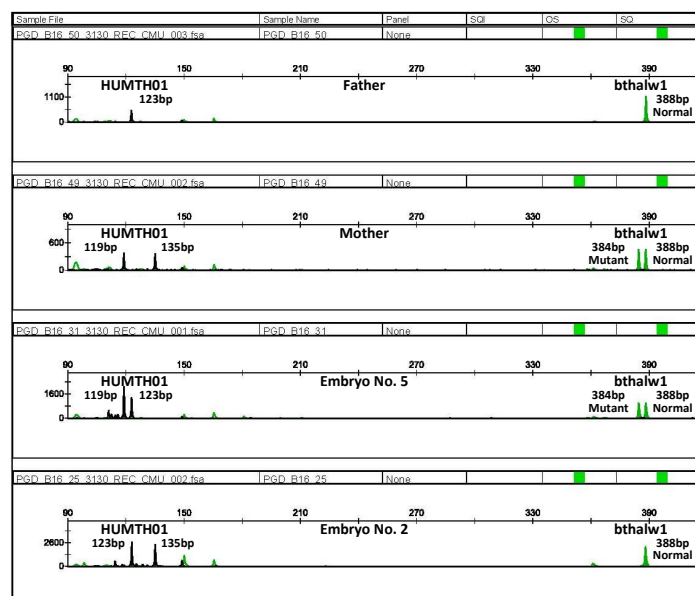 Sample File Sample Name Panel SQI OS SQ
PGD_B16_50_3130_REC_CMU_003.fsa PGD_B16_50 None
90 150 210 270 330 390
HUMTH01 Father bthalw1
123bp 388bp
1100 Normal
0
PGD_B16_49_3130_REC_CMU_002.fsa PGD_B16_49 None
90 150 210 270 330 390
HUMTH01 Mother bthalw1
600 119bp 135bp 384bp 388bp
Mutant Normal
0
PGD_B16_31_3130_REC_CMU_001.fsa PGD_B16_31 None
90 150 210 270 330 390
HUMTH01 Embryo No. 5 bthalw1
1600 119bp 123bp 384bp 388bp
Mutant Normal
0
PGD_B16_25_3130_REC_CMU_002.fsa PGD_B16_25 None
90 150 210 270 330 390
HUMTH01 Embryo No. 2 bthalw1
2600 123bp 135bp 388bp
Normal
0